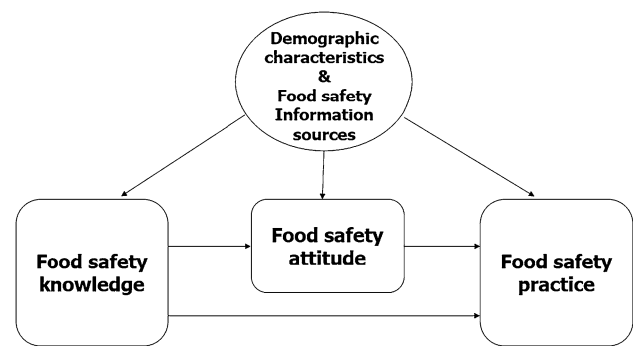 Demographic
characteristics
&
Food safety
Information
sources
Food safety
knowledge
Food safety
attitude
Food safety
practice